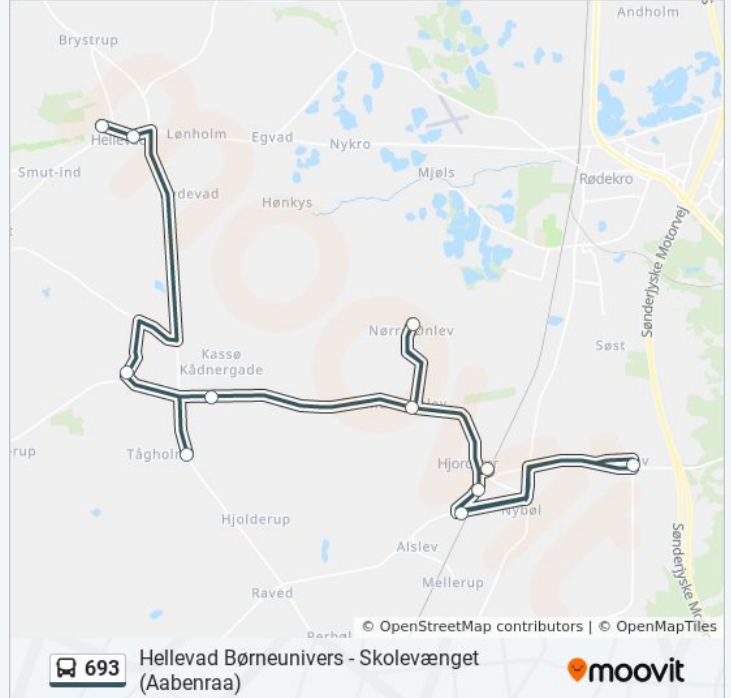 Andholm
Brystrup
Lønholm
Egvad
Nykro
Smut-Ind
Mjøls
Rødekro
Hønkys
Sønderjyske Motorvej
Søst
Kassø
Kådnergade
Hjolderup
Nybøl
Alslev
Mellerup
Raved
© OpenStreetMap contributors | © OpenMapTiles
693
Hellevad Børneunivers - Skolevænget
(Aabenraa)
moovit